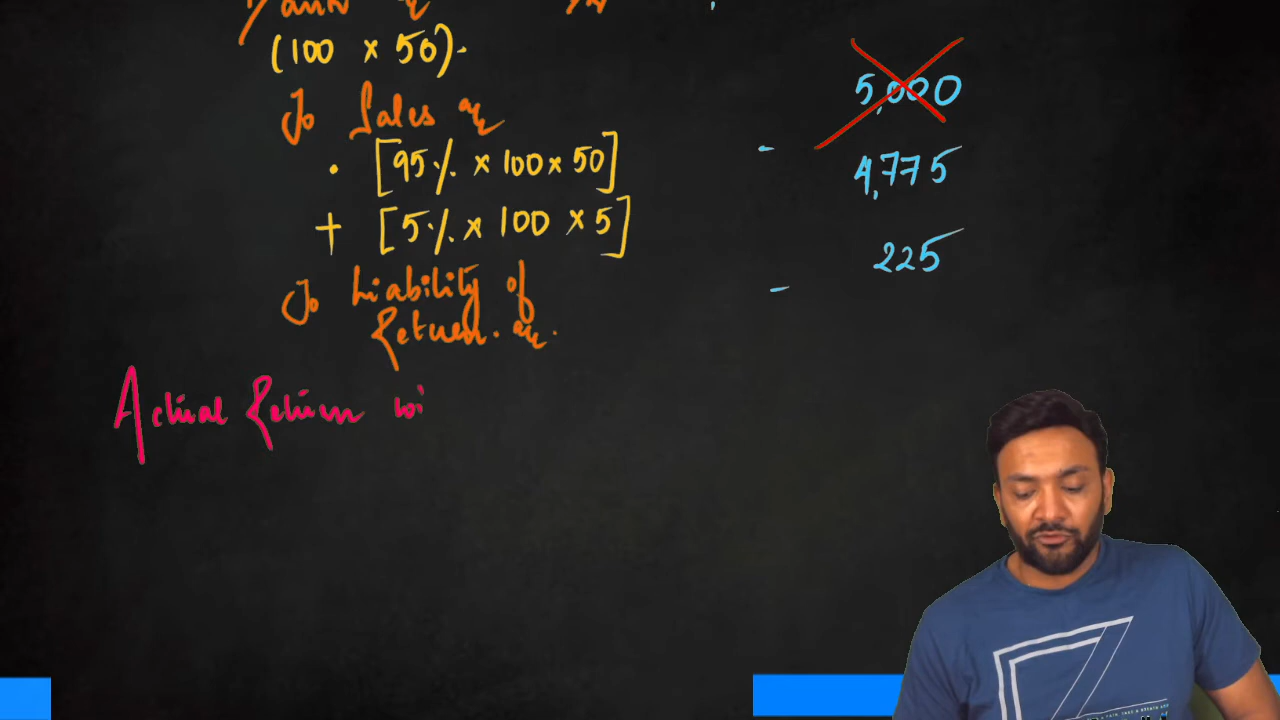 (100 x 50).
5,000
To Sales a/c
. [95% x 100 x 50]
4,775
+ [5% x 100 x 5]
225
To Liability of
Return a/c.
Actual Return wi